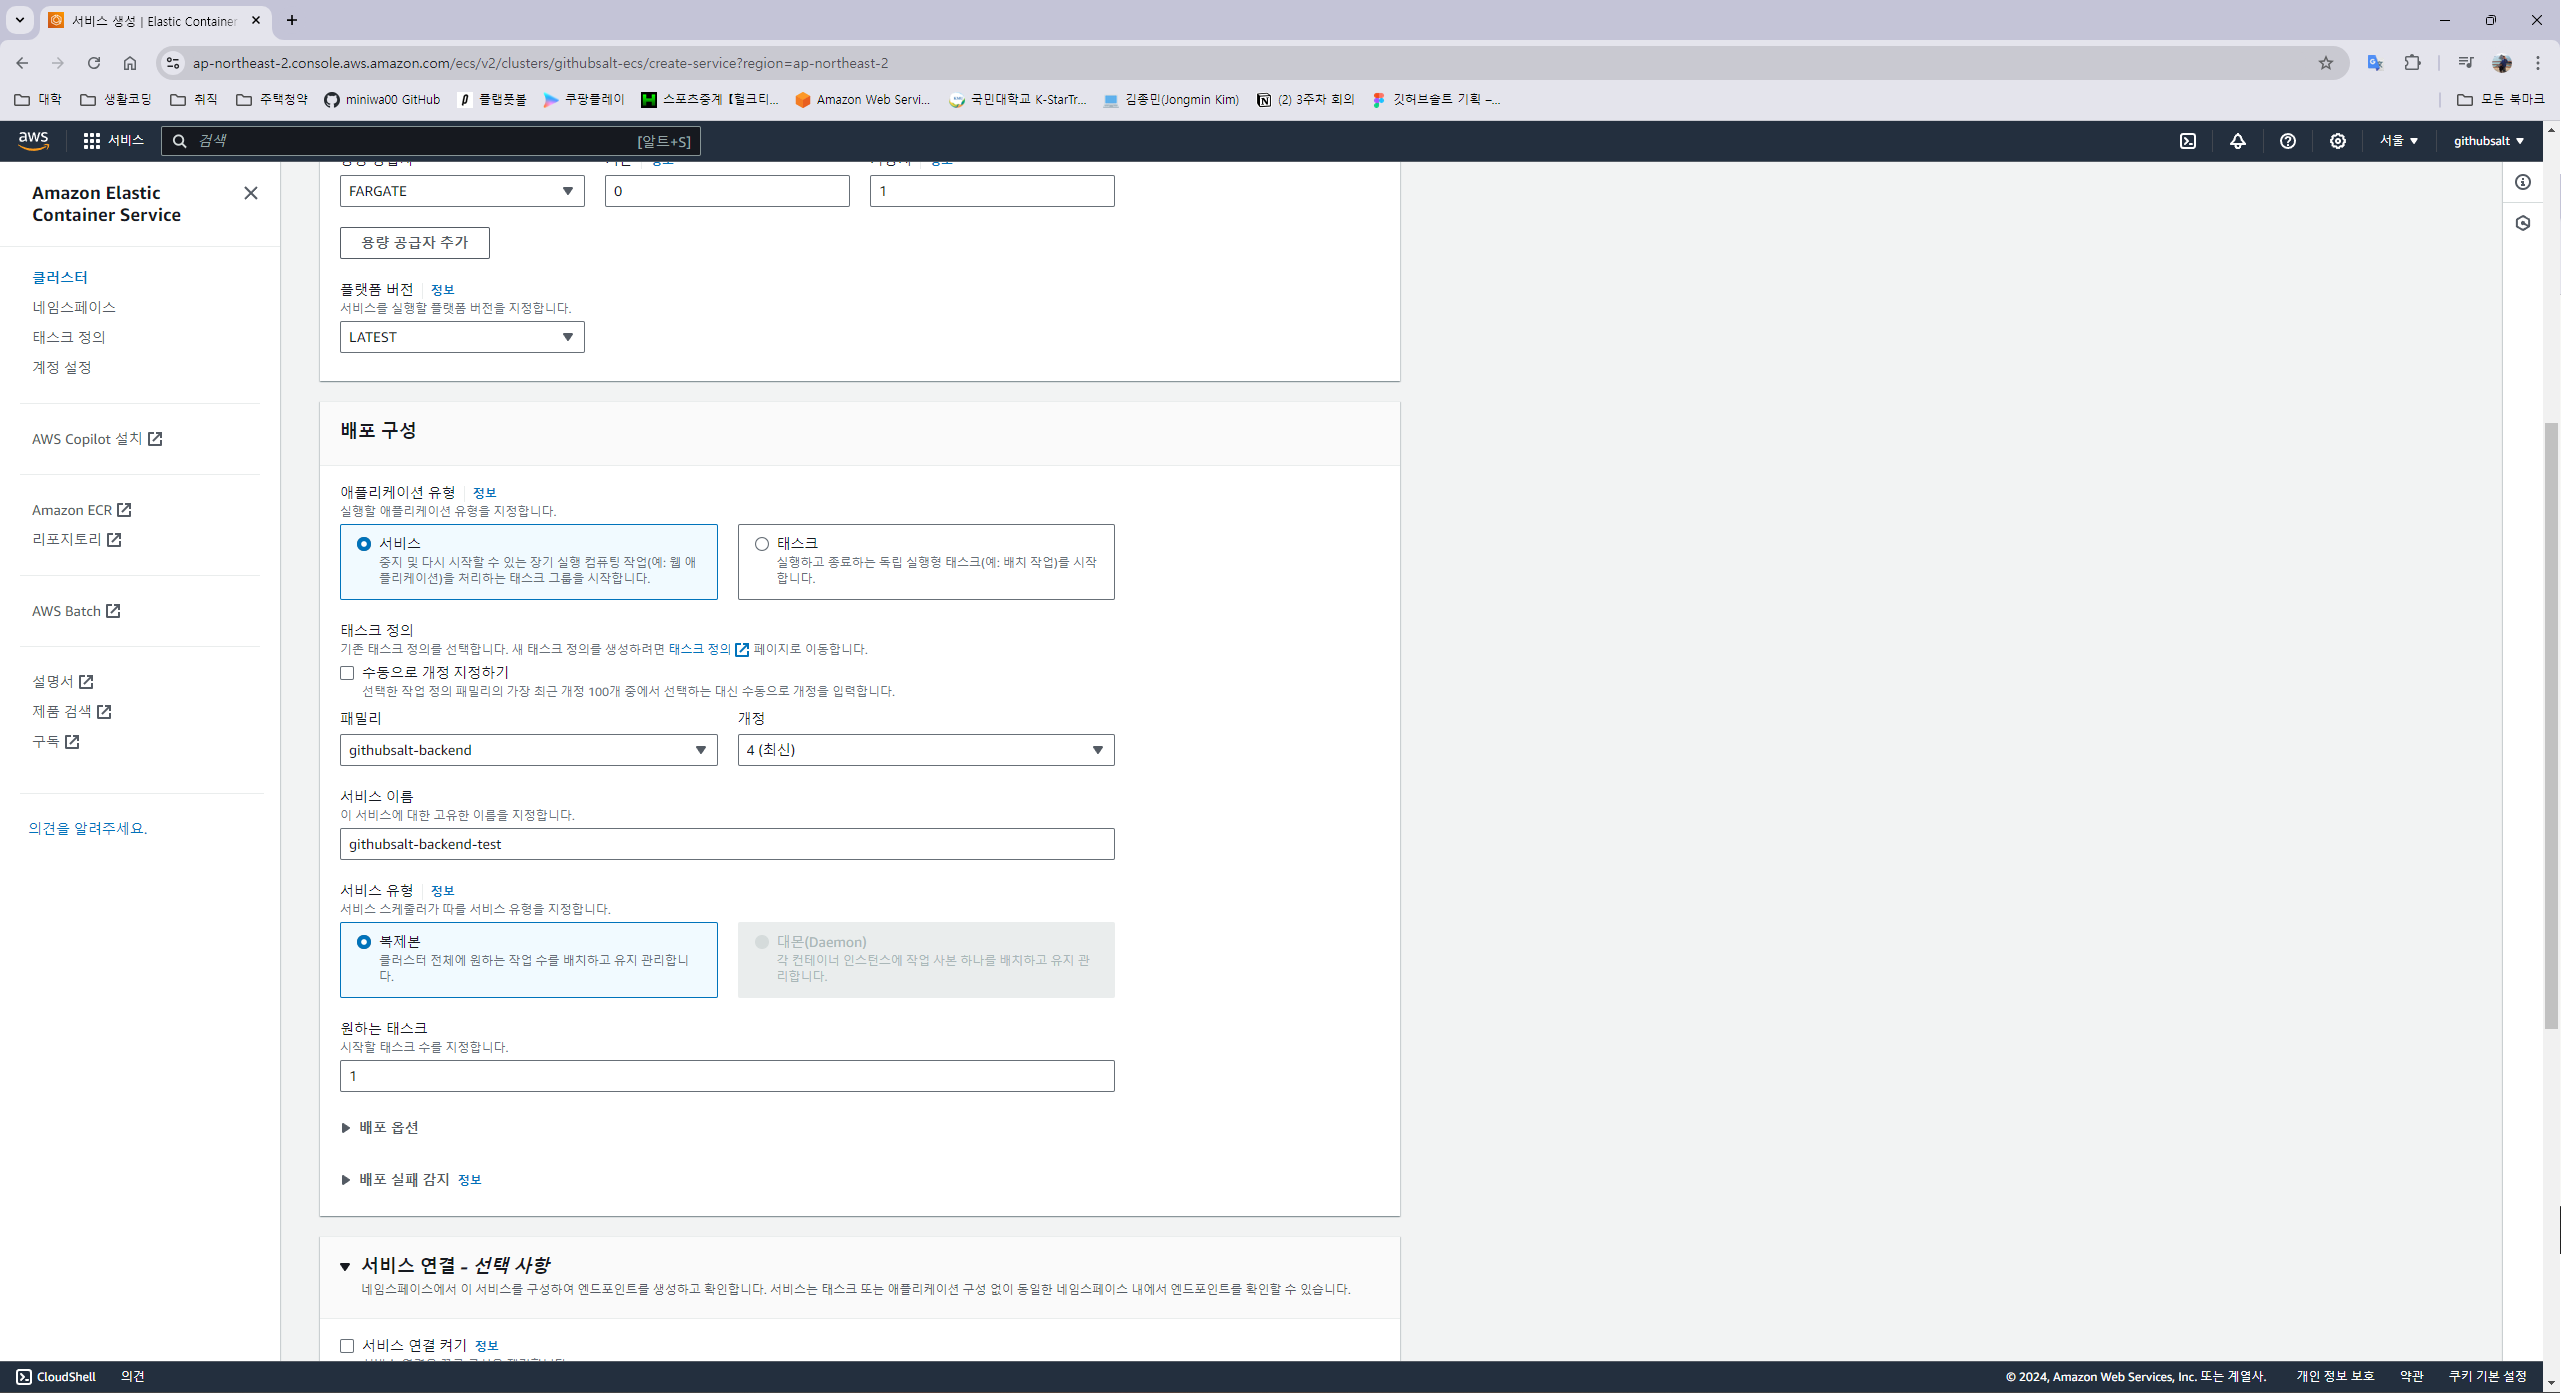 서비스 생성 | Elastic Container
ap-northeast-2.console.aws.amazon.com/ecs/v2/clusters/githubsalt-ecs/create-service?region=ap-northeast-2
대학 생활코딩 취직 주택청약 miniwa00 GitHub 플랩풋볼 쿠팡플레이 스포츠중계【헐크티... Amazon Web Servi... 국민대학교 K-StarTr... 김종민(Jongmin Kim) (2) 3주차 회의 깃허브솔트 기획 –... 모든 북마크
aws 서비스 검색 [알트+S] 서울 githubsalt
Amazon Elastic
Container Service
클러스터
네임스페이스
태스크 정의
계정 설정
AWS Copilot 설치
Amazon ECR
리포지토리
AWS Batch
설명서
제품 검색
구독
의견을 알려주세요.
FARGATE 0 1
용량 공급자 추가
플랫폼 버전 정보
서비스를 실행할 플랫폼 버전을 지정합니다.
LATEST
배포 구성
애플리케이션 유형 정보
실행할 애플리케이션 유형을 지정합니다.
서비스
중지 및 다시 시작할 수 있는 장기 실행 컴퓨팅 작업(예: 웹 애
플리케이션)을 처리하는 태스크 그룹을 시작합니다.
태스크
실행하고 종료하는 독립 실행형 태스크(예: 배치 작업)를 시작
합니다.
태스크 정의
기존 태스크 정의를 선택합니다. 새 태스크 정의를 생성하려면 태스크 정의 페이지로 이동합니다.
수동으로 개정 지정하기
선택한 작업 정의 패밀리의 가장 최근 개정 100개 중에서 선택하는 대신 수동으로 개정을 입력합니다.
패밀리 개정
githubsalt-backend 4 (최신)
서비스 이름
이 서비스에 대한 고유한 이름을 지정합니다.
githubsalt-backend-test
서비스 유형 정보
서비스 스케줄러가 따를 서비스 유형을 지정합니다.
복제본
클러스터 전체에 원하는 작업 수를 배치하고 유지 관리합니
다.
대몬(Daemon)
각 컨테이너 인스턴스에 작업 사본 하나를 배치하고 유지 관
리합니다.
원하는 태스크
시작할 태스크 수를 지정합니다.
1
배포 옵션
배포 실패 감지 정보
서비스 연결 - 선택 사항
네임스페이스에서 이 서비스를 구성하여 엔드포인트를 생성하고 확인합니다. 서비스는 태스크 또는 애플리케이션 구성 없이 동일한 네임스페이스 내에서 엔드포인트를 확인할 수 있습니다.
서비스 연결 켜기 정보
CloudShell 의견 © 2024, Amazon Web Services, Inc. 또는 계열사. 개인 정보 보호 약관 쿠키 기본 설정